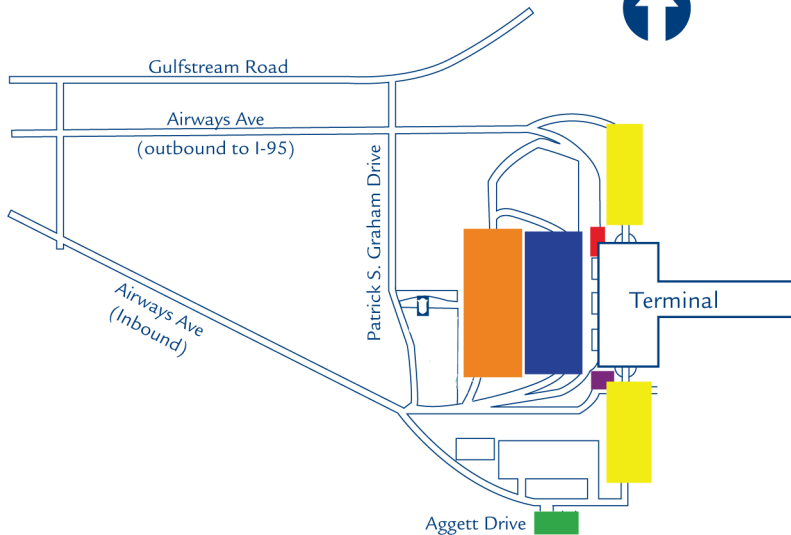 Gulfstream Road
Airways Ave
(outbound to I-95)
Patrick S. Graham Drive
Airways Ave
(Inbound)
Terminal
Aggett Drive